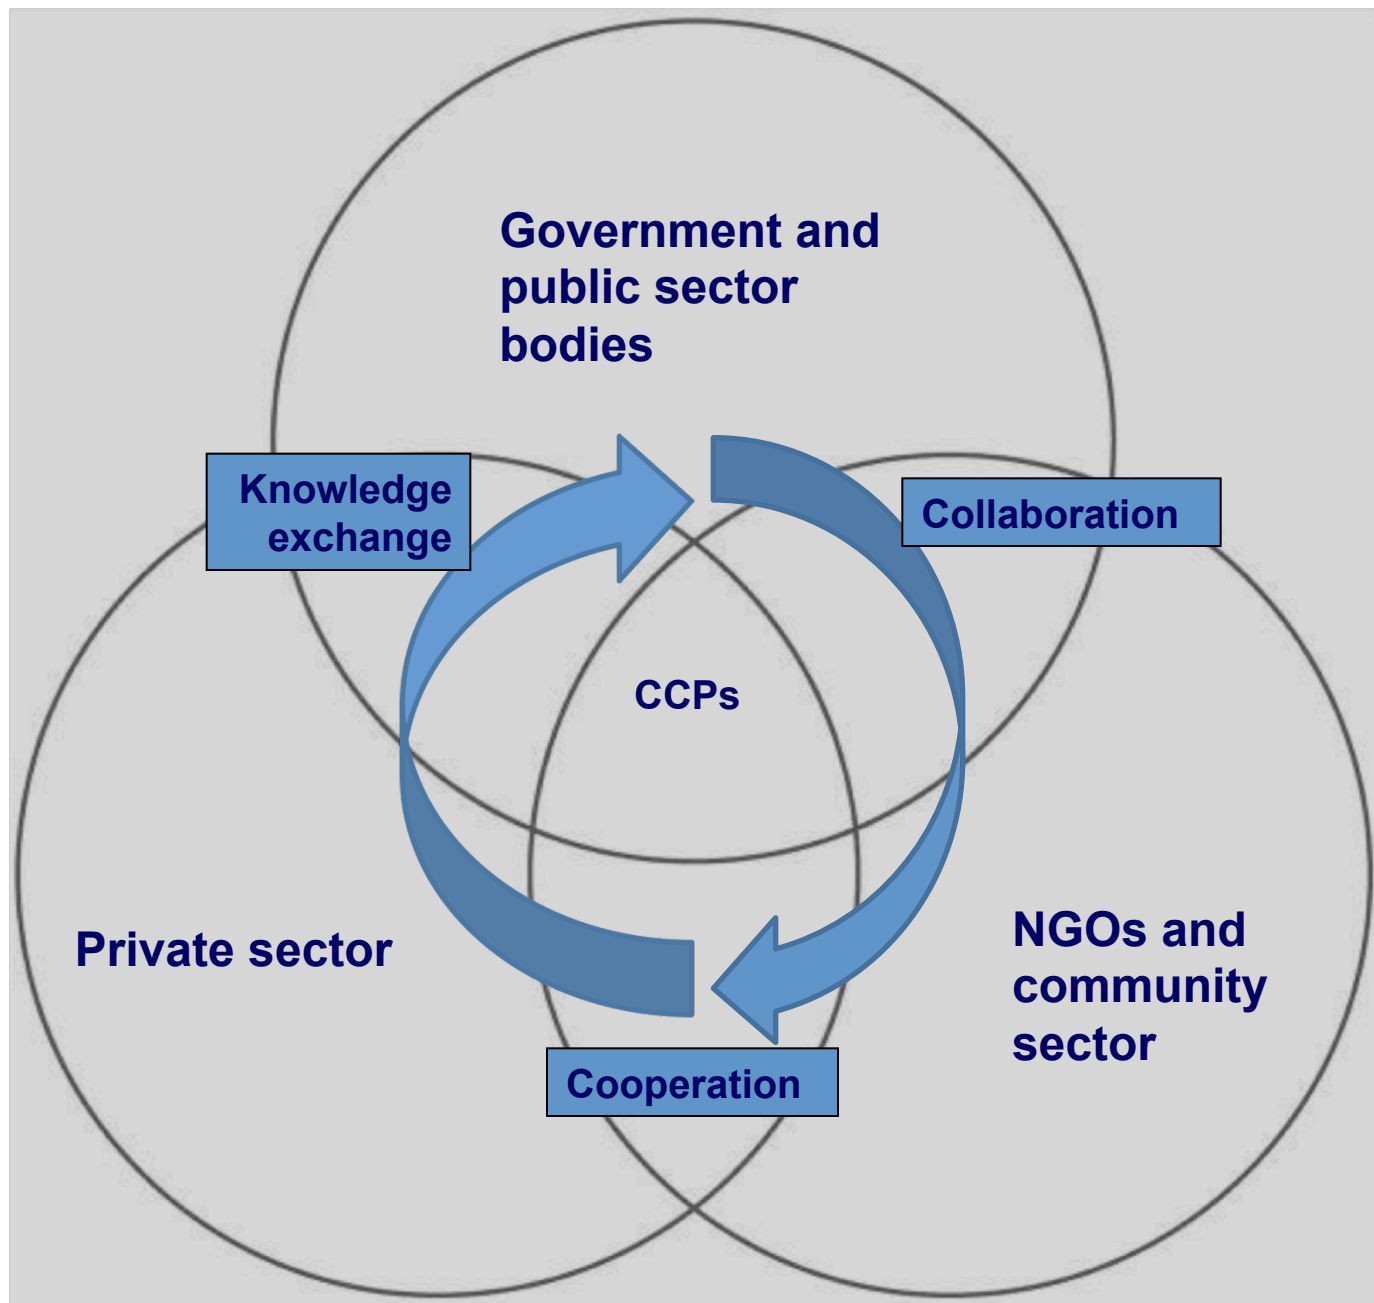 Government and
public sector
bodies
Knowledge
exchange
Collaboration
CCPs
Private sector
NGOs and
community
sector
Cooperation